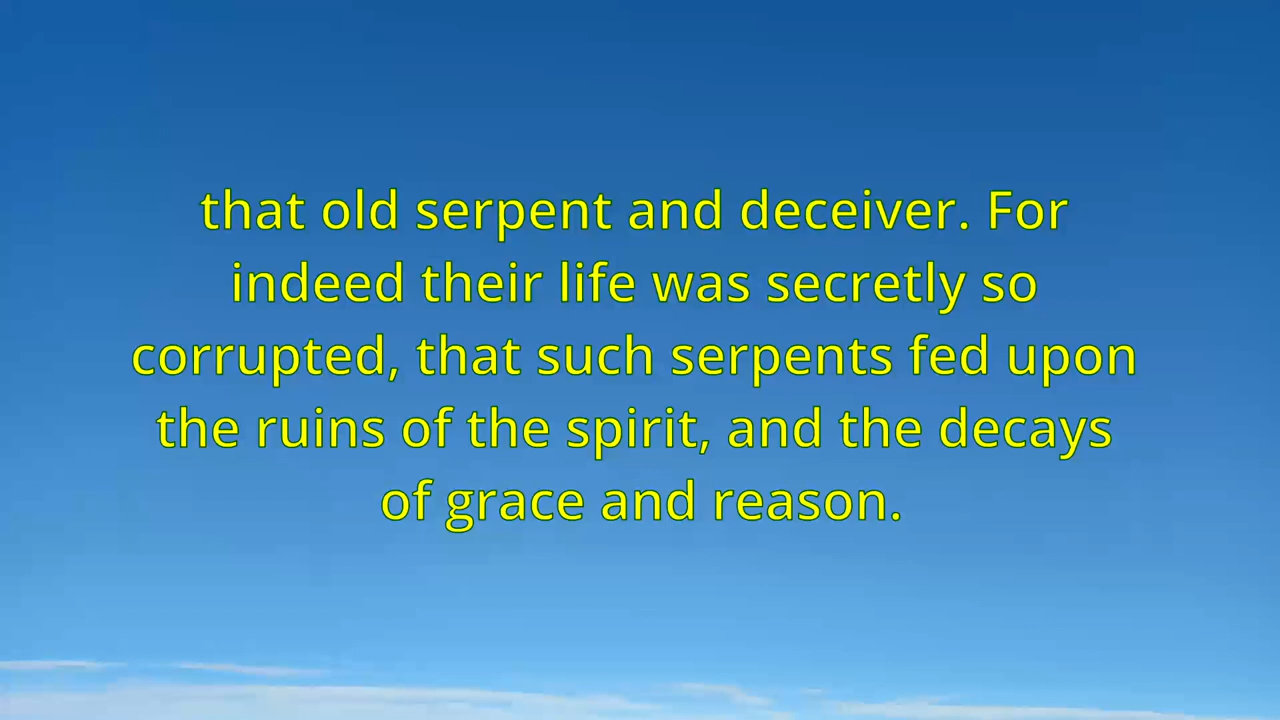 that old serpent and deceiver. For
indeed their life was secretly so
corrupted, that such serpents fed upon
the ruins of the spirit, and the decays
of grace and reason.